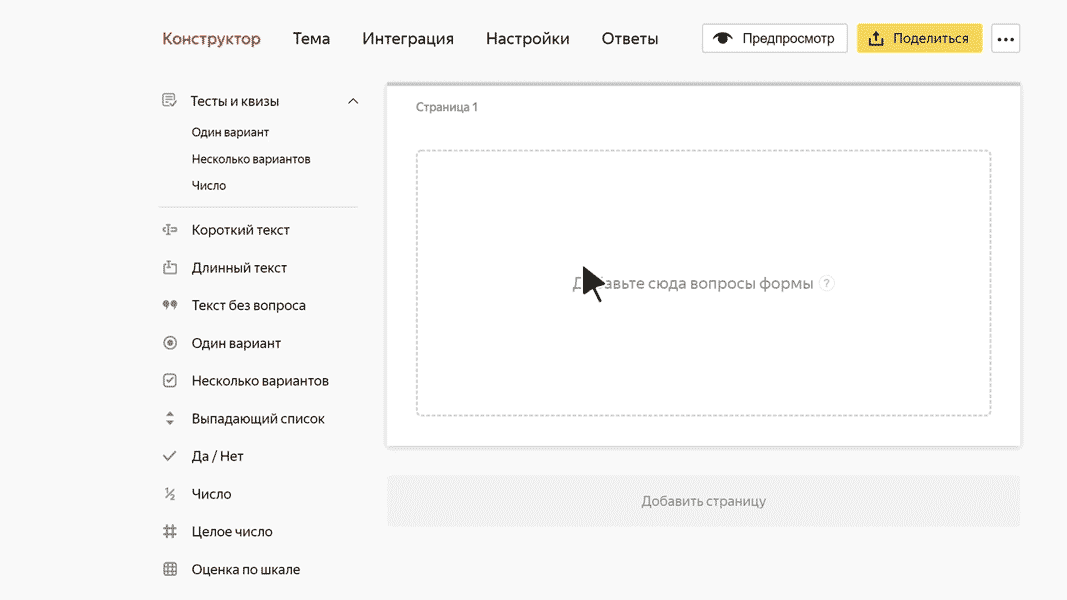 Конструктор Тема Интеграция Настройки Ответы Предпросмотр Поделиться
Тесты и квизы
Один вариант
Несколько вариантов
Число
Короткий текст
Длинный текст
Текст без вопроса
Один вариант
Несколько вариантов
Выпадающий список
Да / Нет
½ Число
Целое число
Оценка по шкале
Страница 1
сюда вопросы формы ?
Добавить страницу